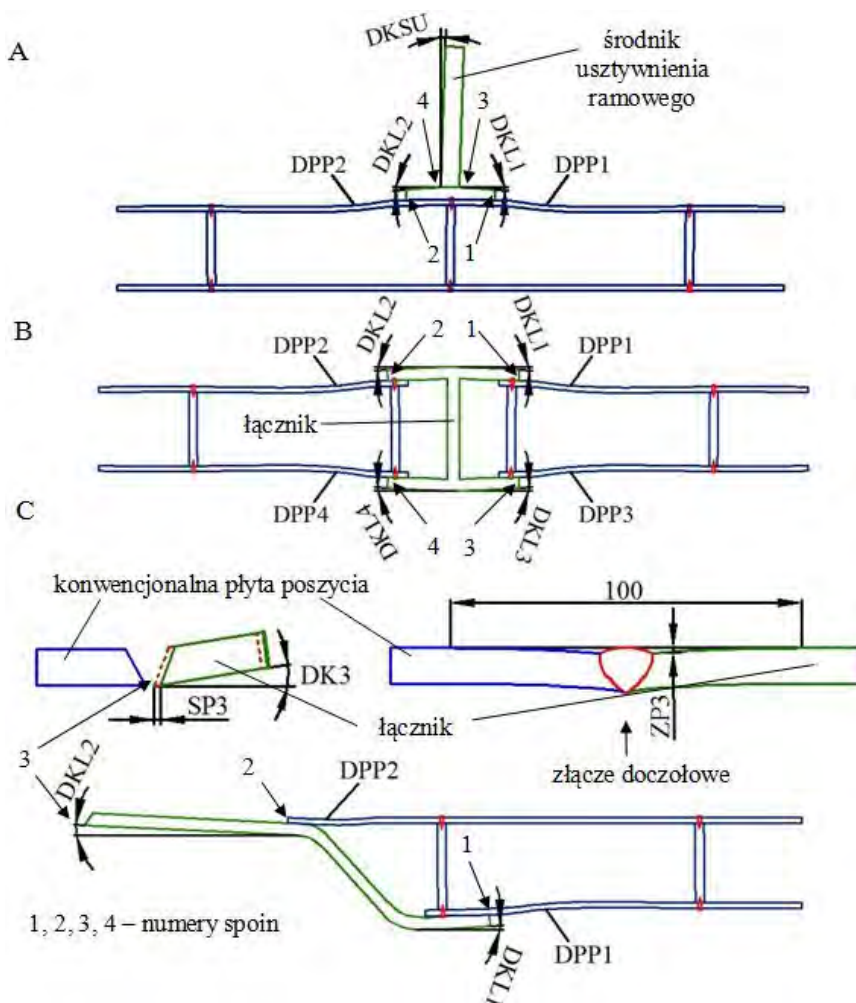 A
DKSU
środnik
usztywnienia
ramowego
4
3
DKL2
DKL1
DPP2
DPP1
2
1
B
DKL2
2
1
DKL1
DPP2
DPP1
łącznik
DPP4
DKL4
4
3
DKL3
DPP3
C
konwencjonalna płyta poszycia
100
DK3
SP3
łącznik
ZP3
3
złącze doczołowe
DKL2
2
DPP2
1
1, 2, 3, 4 – numery spoin
DKL1
DPP1